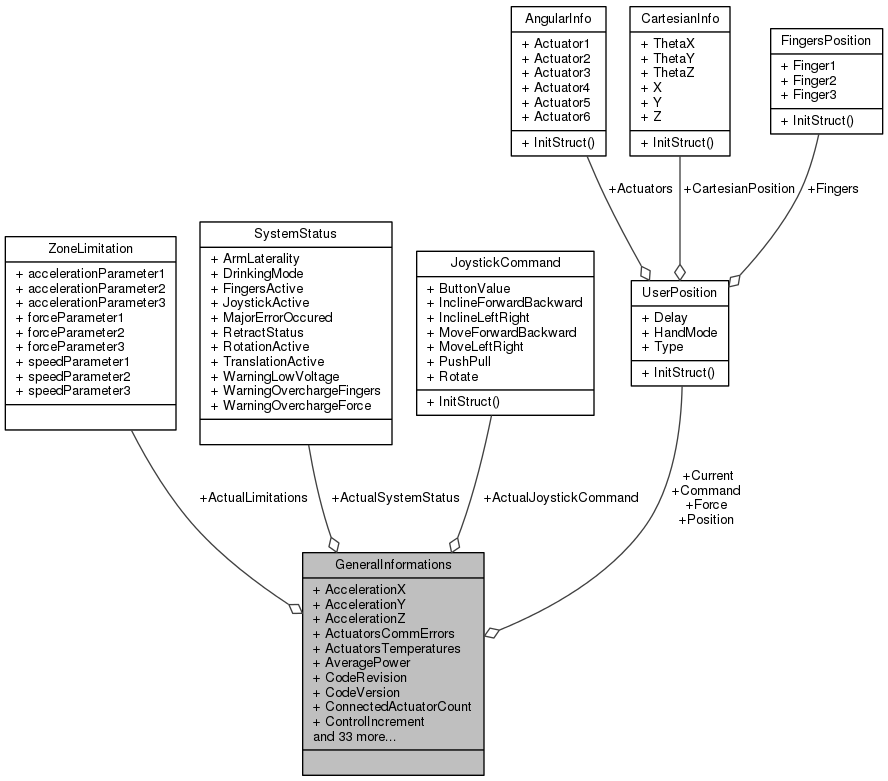 AngularInfo
+ Actuator1
+ Actuator2
+ Actuator3
+ Actuator4
+ Actuator5
+ Actuator6
+ InitStruct()
CartesianInfo
+ ThetaX
+ ThetaY
+ ThetaZ
+ X
+ Y
+ Z
+ InitStruct()
FingersPosition
+ Finger1
+ Finger2
+ Finger3
+ InitStruct()
+Actuators
+CartesianPosition
+Fingers
ZoneLimitation
+ accelerationParameter1
+ accelerationParameter2
+ accelerationParameter3
+ forceParameter1
+ forceParameter2
+ forceParameter3
+ speedParameter1
+ speedParameter2
+ speedParameter3
SystemStatus
+ ArmLaterality
+ DrinkingMode
+ FingersActive
+ JoystickActive
+ MajorErrorOccured
+ RetractStatus
+ RotationActive
+ TranslationActive
+ WarningLowVoltage
+ WarningOverchargeFingers
+ WarningOverchargeForce
JoystickCommand
+ ButtonValue
+ InclineForwardBackward
+ InclineLeftRight
+ MoveForwardBackward
+ MoveLeftRight
+ PushPull
+ Rotate
+ InitStruct()
UserPosition
+ Delay
+ HandMode
+ Type
+ InitStruct()
+ActualLimitations
+ActualSystemStatus
+ActualJoystickCommand
+Current
+Command
+Force
+Position
GeneralInformations
+ AccelerationX
+ AccelerationY
+ AccelerationZ
+ ActuatorsCommErrors
+ ActuatorsTemperatures
+ AveragePower
+ CodeRevision
+ CodeVersion
+ ConnectedActuatorCount
+ ControlIncrement
and 33 more...